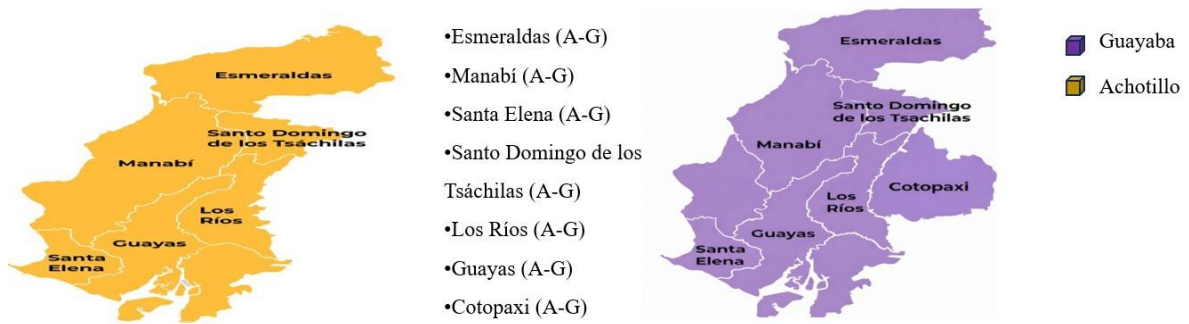 Esmeraldas
Santo Domingo
de los Tsáchilas
Manabí
Los
Ríos
Guayas
Santa
Elena
•Esmeraldas (A-G)
•Manabí (A-G)
•Santa Elena (A-G)
•Santo Domingo de los
Tsáchilas (A-G)
•Los Ríos (A-G)
•Guayas (A-G)
•Cotopaxi (A-G)
Esmeraldas
Santo Domingo
de los Tsachilas
Manabí
Cotopaxi
Los
Ríos
Guayas
Santa
Elena
Guayaba
Achotillo